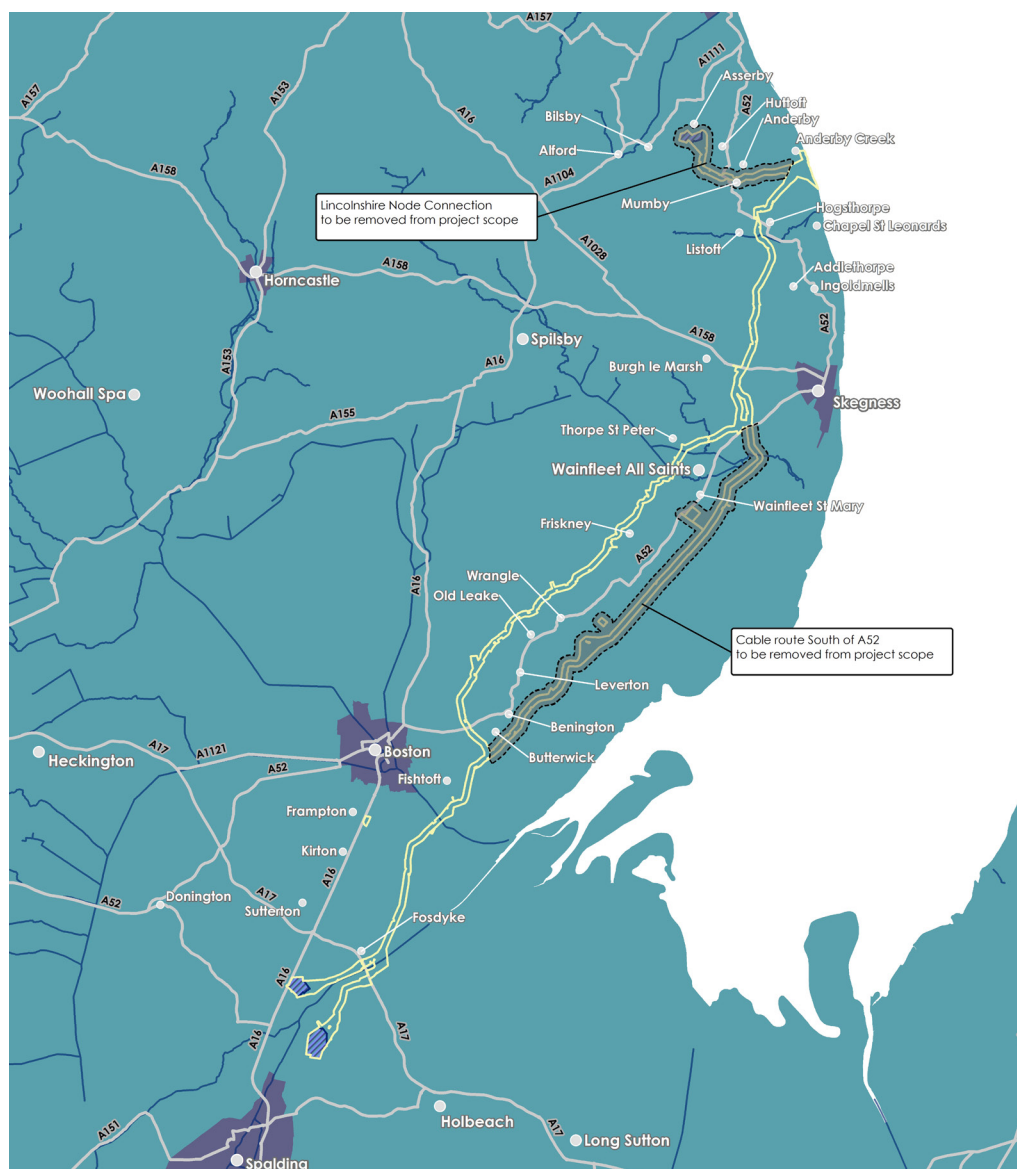 A157
A157
A153
A16
A1111
Asserby
A52
Huttoft
Bilsby
Anderby
Anderby Creek
Alford
A158
A1104
Lincolnshire Node Connection
to be removed from project scope
Mumby
Hogsthorpe
Chapel St Leonards
Listoft
A1028
Addlethorpe
Ingoldmells
Horncastle
A158
A52
A158
Spilsby
A153
A16
Burgh le Marsh
Woohall Spa
Skegness
A155
Thorpe St Peter
Wainfleet All Saints
Wainfleet St Mary
Friskney
A52
A16
Wrangle
Old Leake
Cable route South of A52
to be removed from project scope
Leverton
Benington
A17
A1121
Boston
Butterwick
Heckington
A52
Fishtoft
Frampton
Kirton
A16
A17
A52
Donington
Sutterton
Fosdyke
A16
A16
A17
Holbeach
A151
A17
Long Sutton
Spalding